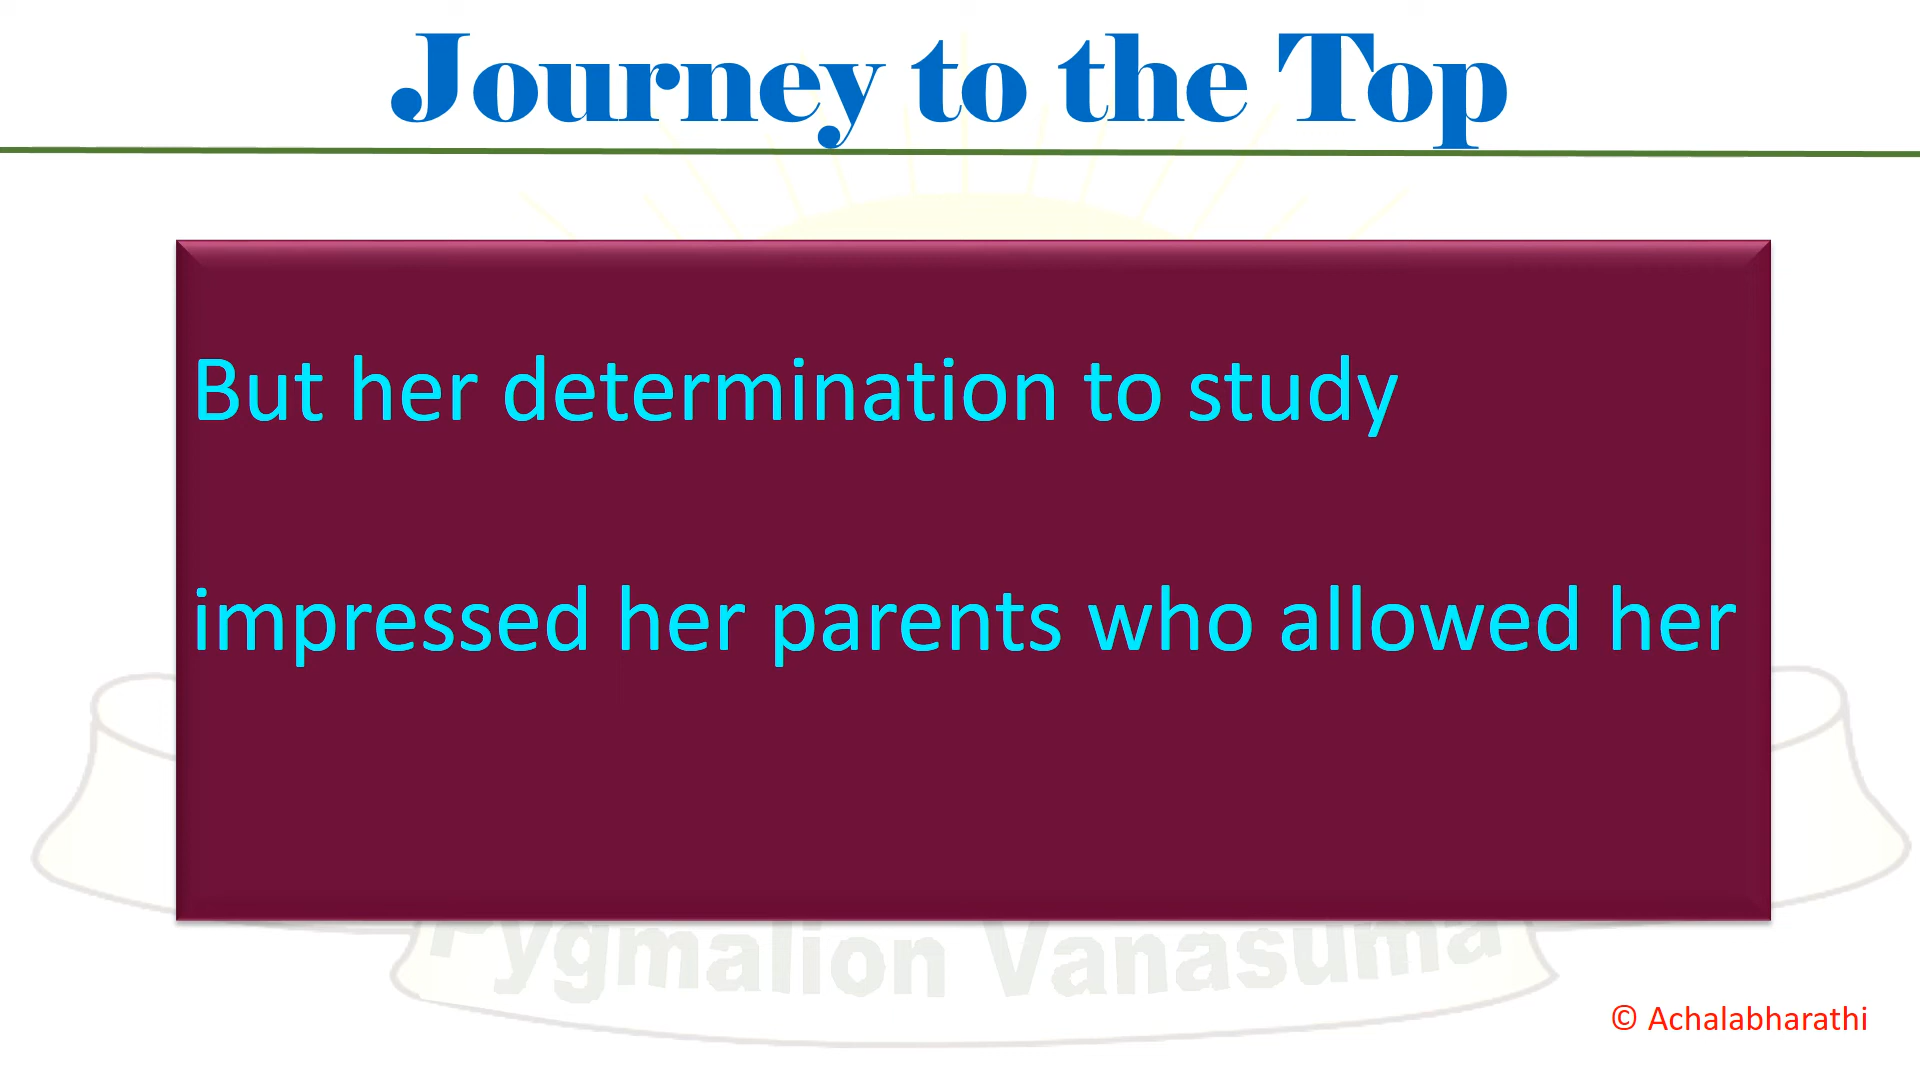 Journey to the Top
But her determination to study
impressed her parents who allowed her
Pygmalion Vanasuma
© Achalabharathi